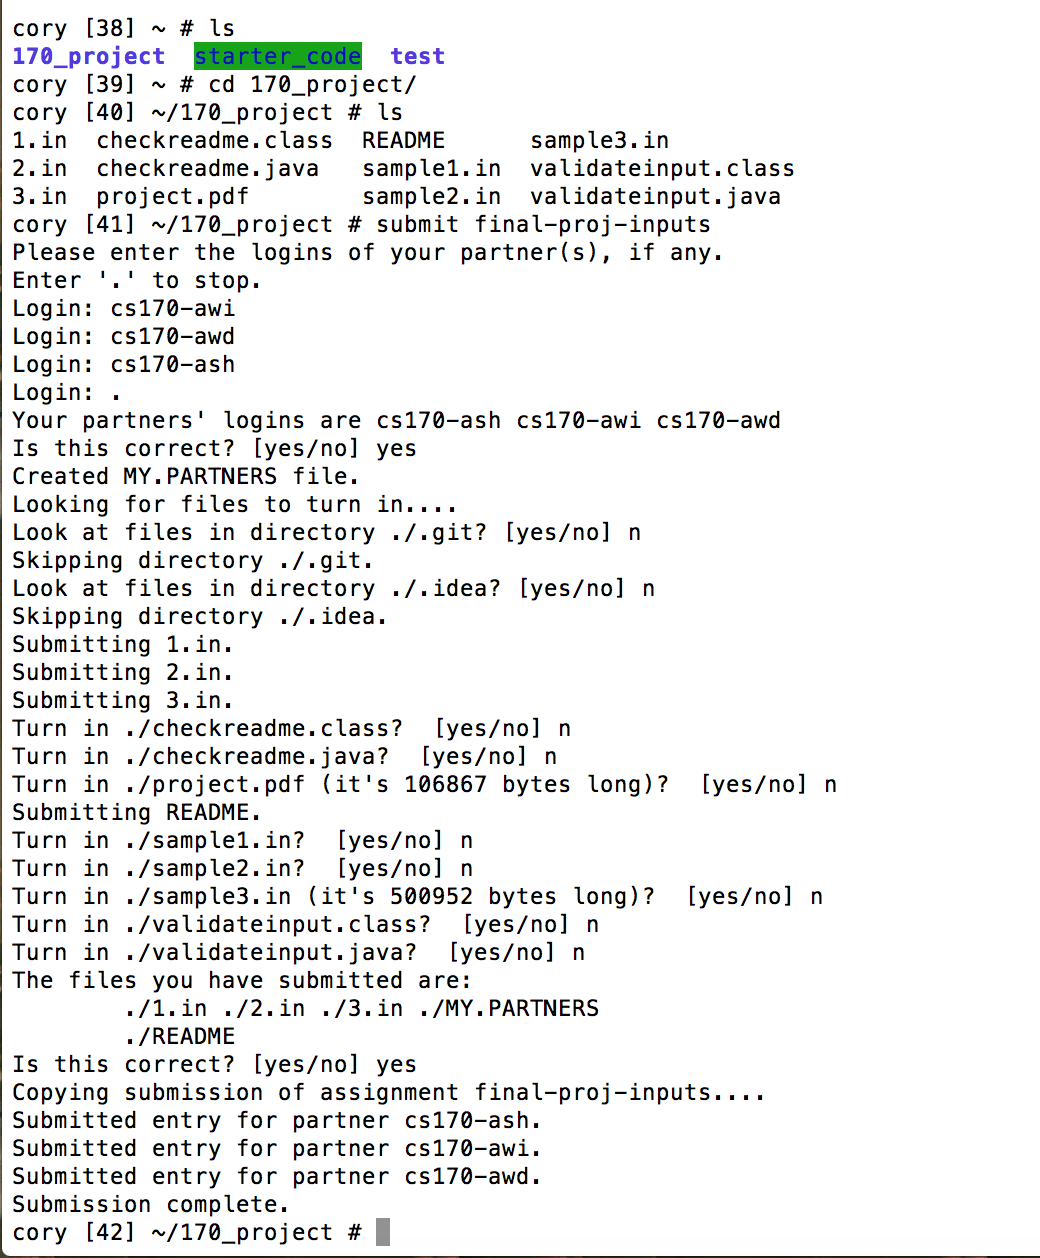 cory [38] ~ # ls
170_project  starter_code  test
cory [39] ~ # cd 170_project/
cory [40] ~/170_project # ls
1.in  checkreadme.class  README      sample3.in
2.in  checkreadme.java   sample1.in  validateinput.class
3.in  project.pdf        sample2.in  validateinput.java
cory [41] ~/170_project # submit final-proj-inputs
Please enter the logins of your partner(s), if any.
Enter '.' to stop.
Login: cs170-awi
Login: cs170-awd
Login: cs170-ash
Login: .
Your partners' logins are cs170-ash cs170-awi cs170-awd
Is this correct? [yes/no] yes
Created MY.PARTNERS file.
Looking for files to turn in....
Look at files in directory ./.git? [yes/no] n
Skipping directory ./.git.
Look at files in directory ./.idea? [yes/no] n
Skipping directory ./.idea.
Submitting 1.in.
Submitting 2.in.
Submitting 3.in.
Turn in ./checkreadme.class?  [yes/no] n
Turn in ./checkreadme.java?  [yes/no] n
Turn in ./project.pdf (it's 106867 bytes long)?  [yes/no] n
Submitting README.
Turn in ./sample1.in?  [yes/no] n
Turn in ./sample2.in?  [yes/no] n
Turn in ./sample3.in (it's 500952 bytes long)?  [yes/no] n
Turn in ./validateinput.class?  [yes/no] n
Turn in ./validateinput.java?  [yes/no] n
The files you have submitted are:
        ./1.in ./2.in ./3.in ./MY.PARTNERS
        ./README
Is this correct? [yes/no] yes
Copying submission of assignment final-proj-inputs....
Submitted entry for partner cs170-ash.
Submitted entry for partner cs170-awi.
Submitted entry for partner cs170-awd.
Submission complete.
cory [42] ~/170_project #